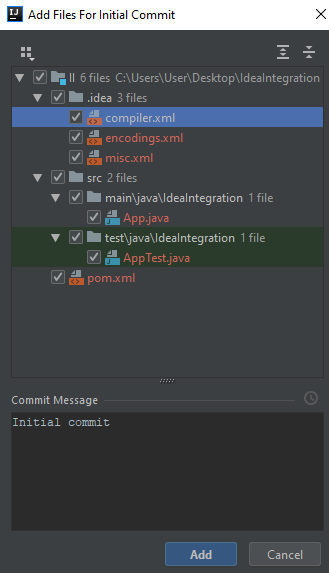 IJ Add Files For Initial Commit
II 6 files C:\Users\User\Desktop\IdeaIntegration
.idea 3 files
compiler.xml
encodings.xml
misc.xml
src 2 files
main\java\IdeaIntegration 1 file
App.java
test\java\IdeaIntegration 1 file
AppTest.java
pom.xml
Commit Message
Initial commit
Add Cancel